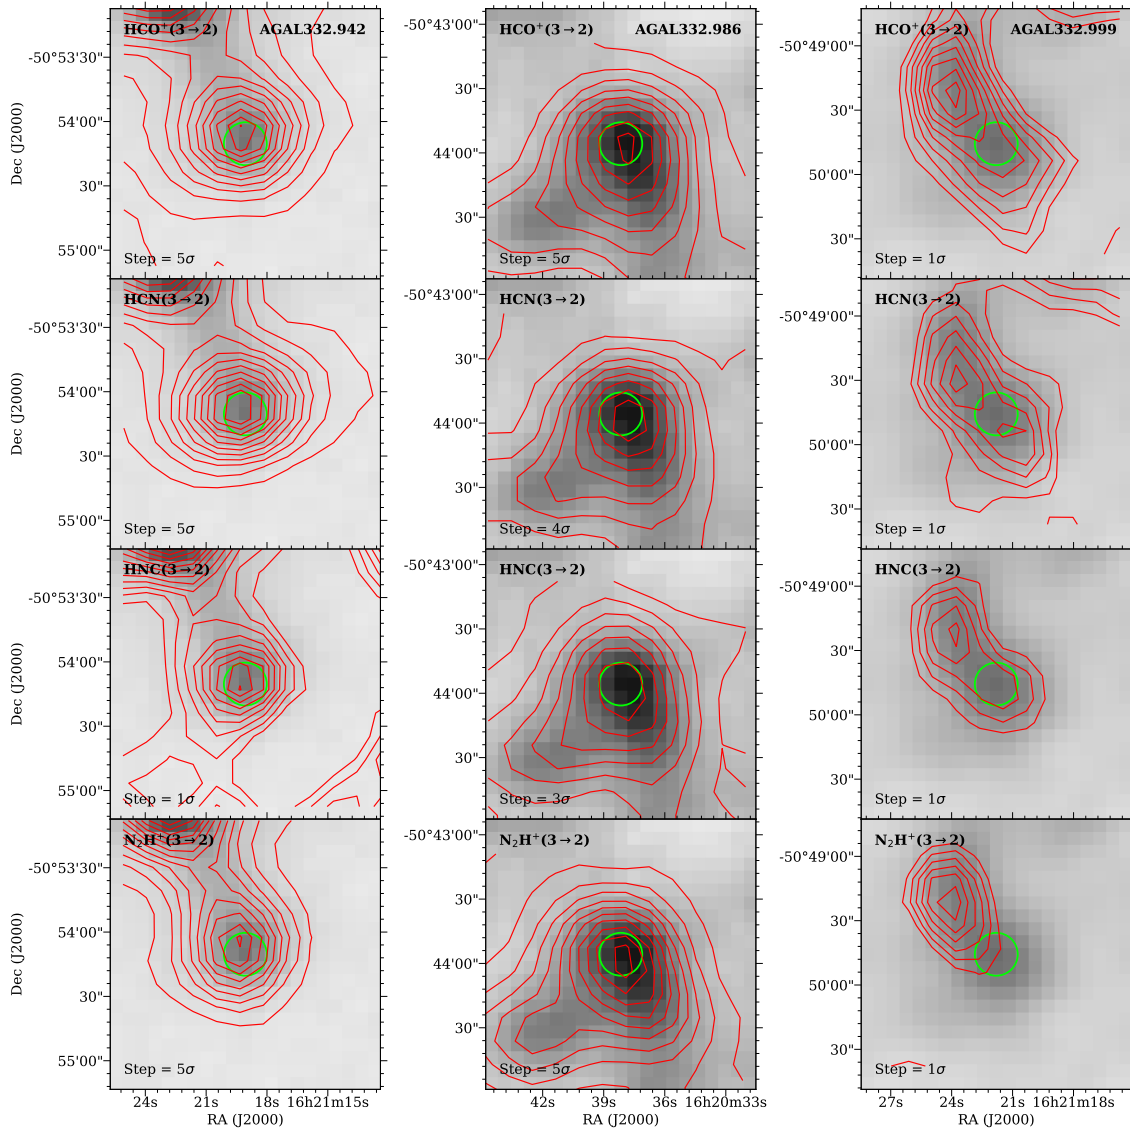 HCO⁺(3→2) AGAL332.942
HCO⁺(3→2) AGAL332.986
HCO⁺(3→2) AGAL332.999
-50°53'30"
54'00"
30"
55'00"
Dec (J2000)
Step = 5σ
-50°43'00"
30"
44'00"
30"
Step = 5σ
-50°49'00"
30"
50'00"
30"
Step = 1σ
HCN(3→2)
HCN(3→2)
HCN(3→2)
-50°53'30"
54'00"
30"
55'00"
Dec (J2000)
Step = 5σ
-50°43'00"
30"
44'00"
30"
Step = 4σ
-50°49'00"
30"
50'00"
30"
Step = 1σ
HNC(3→2)
HNC(3→2)
HNC(3→2)
-50°53'30"
54'00"
30"
55'00"
Dec (J2000)
Step = 1σ
-50°43'00"
30"
44'00"
30"
Step = 3σ
-50°49'00"
30"
50'00"
30"
Step = 1σ
N₂H⁺(3→2)
N₂H⁺(3→2)
N₂H⁺(3→2)
-50°53'30"
54'00"
30"
55'00"
Dec (J2000)
Step = 5σ
-50°43'00"
30"
44'00"
30"
Step = 5σ
-50°49'00"
30"
50'00"
30"
Step = 1σ
24s 21s 18s 16h21m15s
RA (J2000)
42s 39s 36s 16h20m33s
RA (J2000)
27s 24s 21s 16h21m18s
RA (J2000)